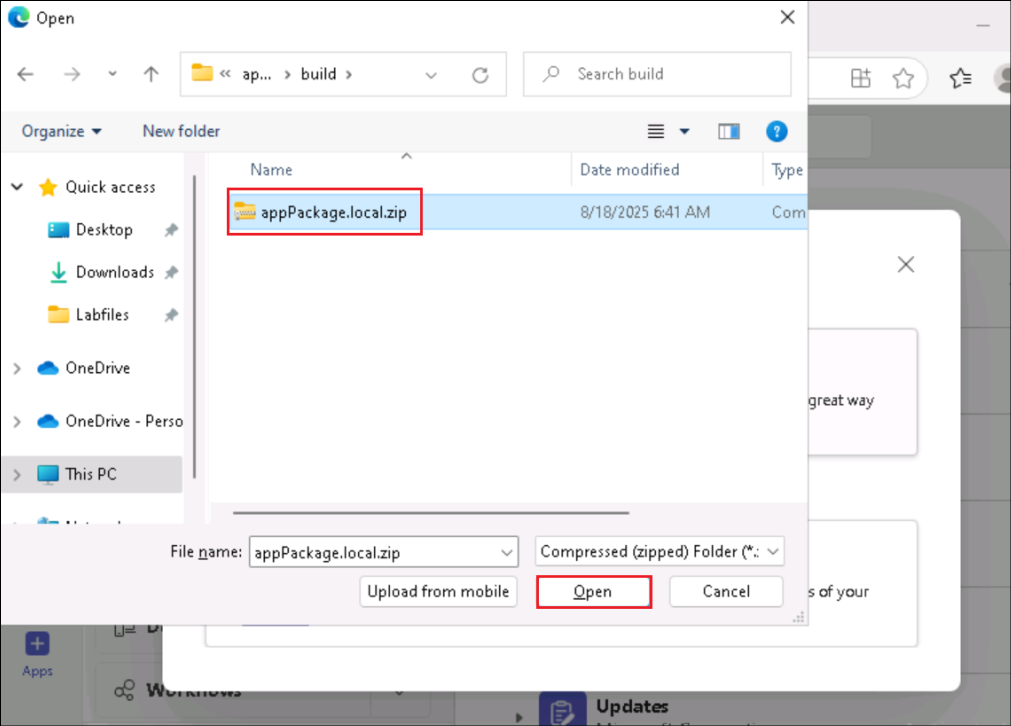 Open
ap... build
Search build
Organize
New folder
Name
Date modified
Type
Quick access
appPackage.local.zip
8/18/2025 6:41 AM
Com
Desktop
Downloads
Labfiles
OneDrive
great way
OneDrive - Perso
This PC
File name:
appPackage.local.zip
Compressed (zipped) Folder (*.:
Upload from mobile
Open
Cancel
s of your
Apps
Workflows
Updates